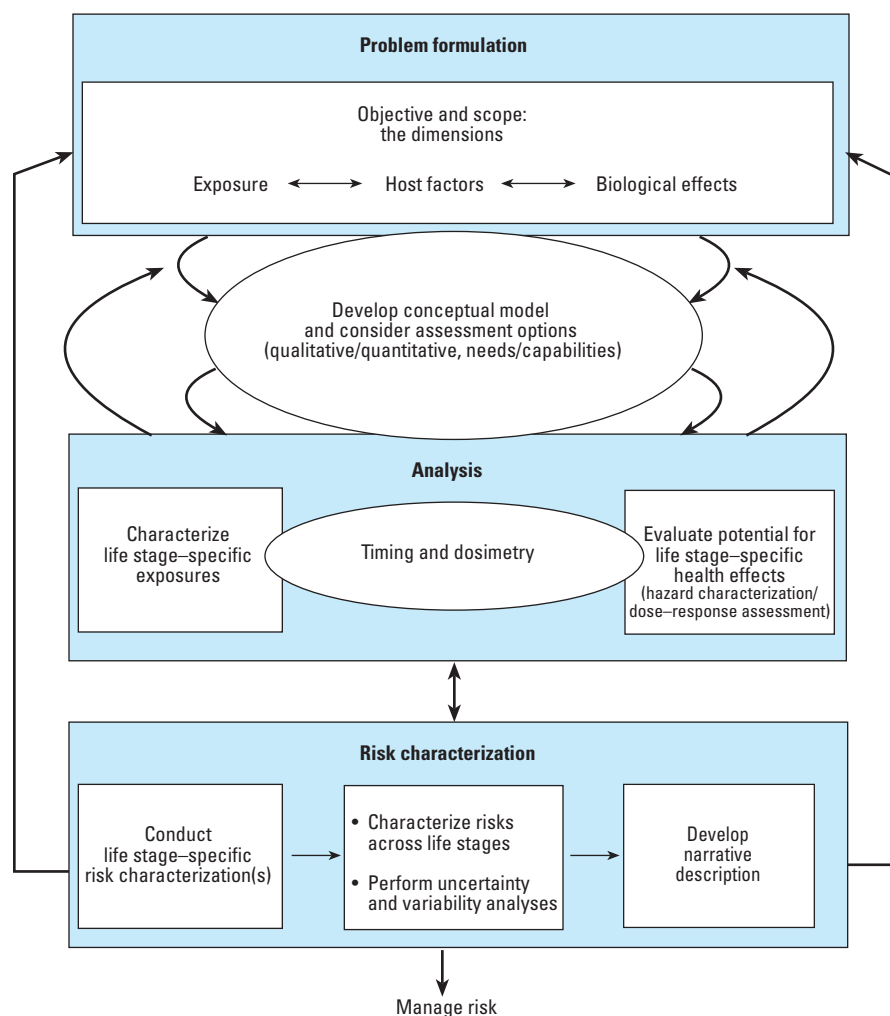 Problem formulation
Objective and scope:
the dimensions
Exposure Host factors Biological effects
Develop conceptual model
and consider assessment options
(qualitative/quantitative, needs/capabilities)
Analysis
Characterize
life stage–specific
exposures
Timing and dosimetry
Evaluate potential for
life stage–specific
health effects
(hazard characterization/
dose–response assessment)
Risk characterization
Conduct
life stage–specific
risk characterization(s)
• Characterize risks
across life stages
• Perform uncertainty
and variability analyses
Develop
narrative
description
Manage risk